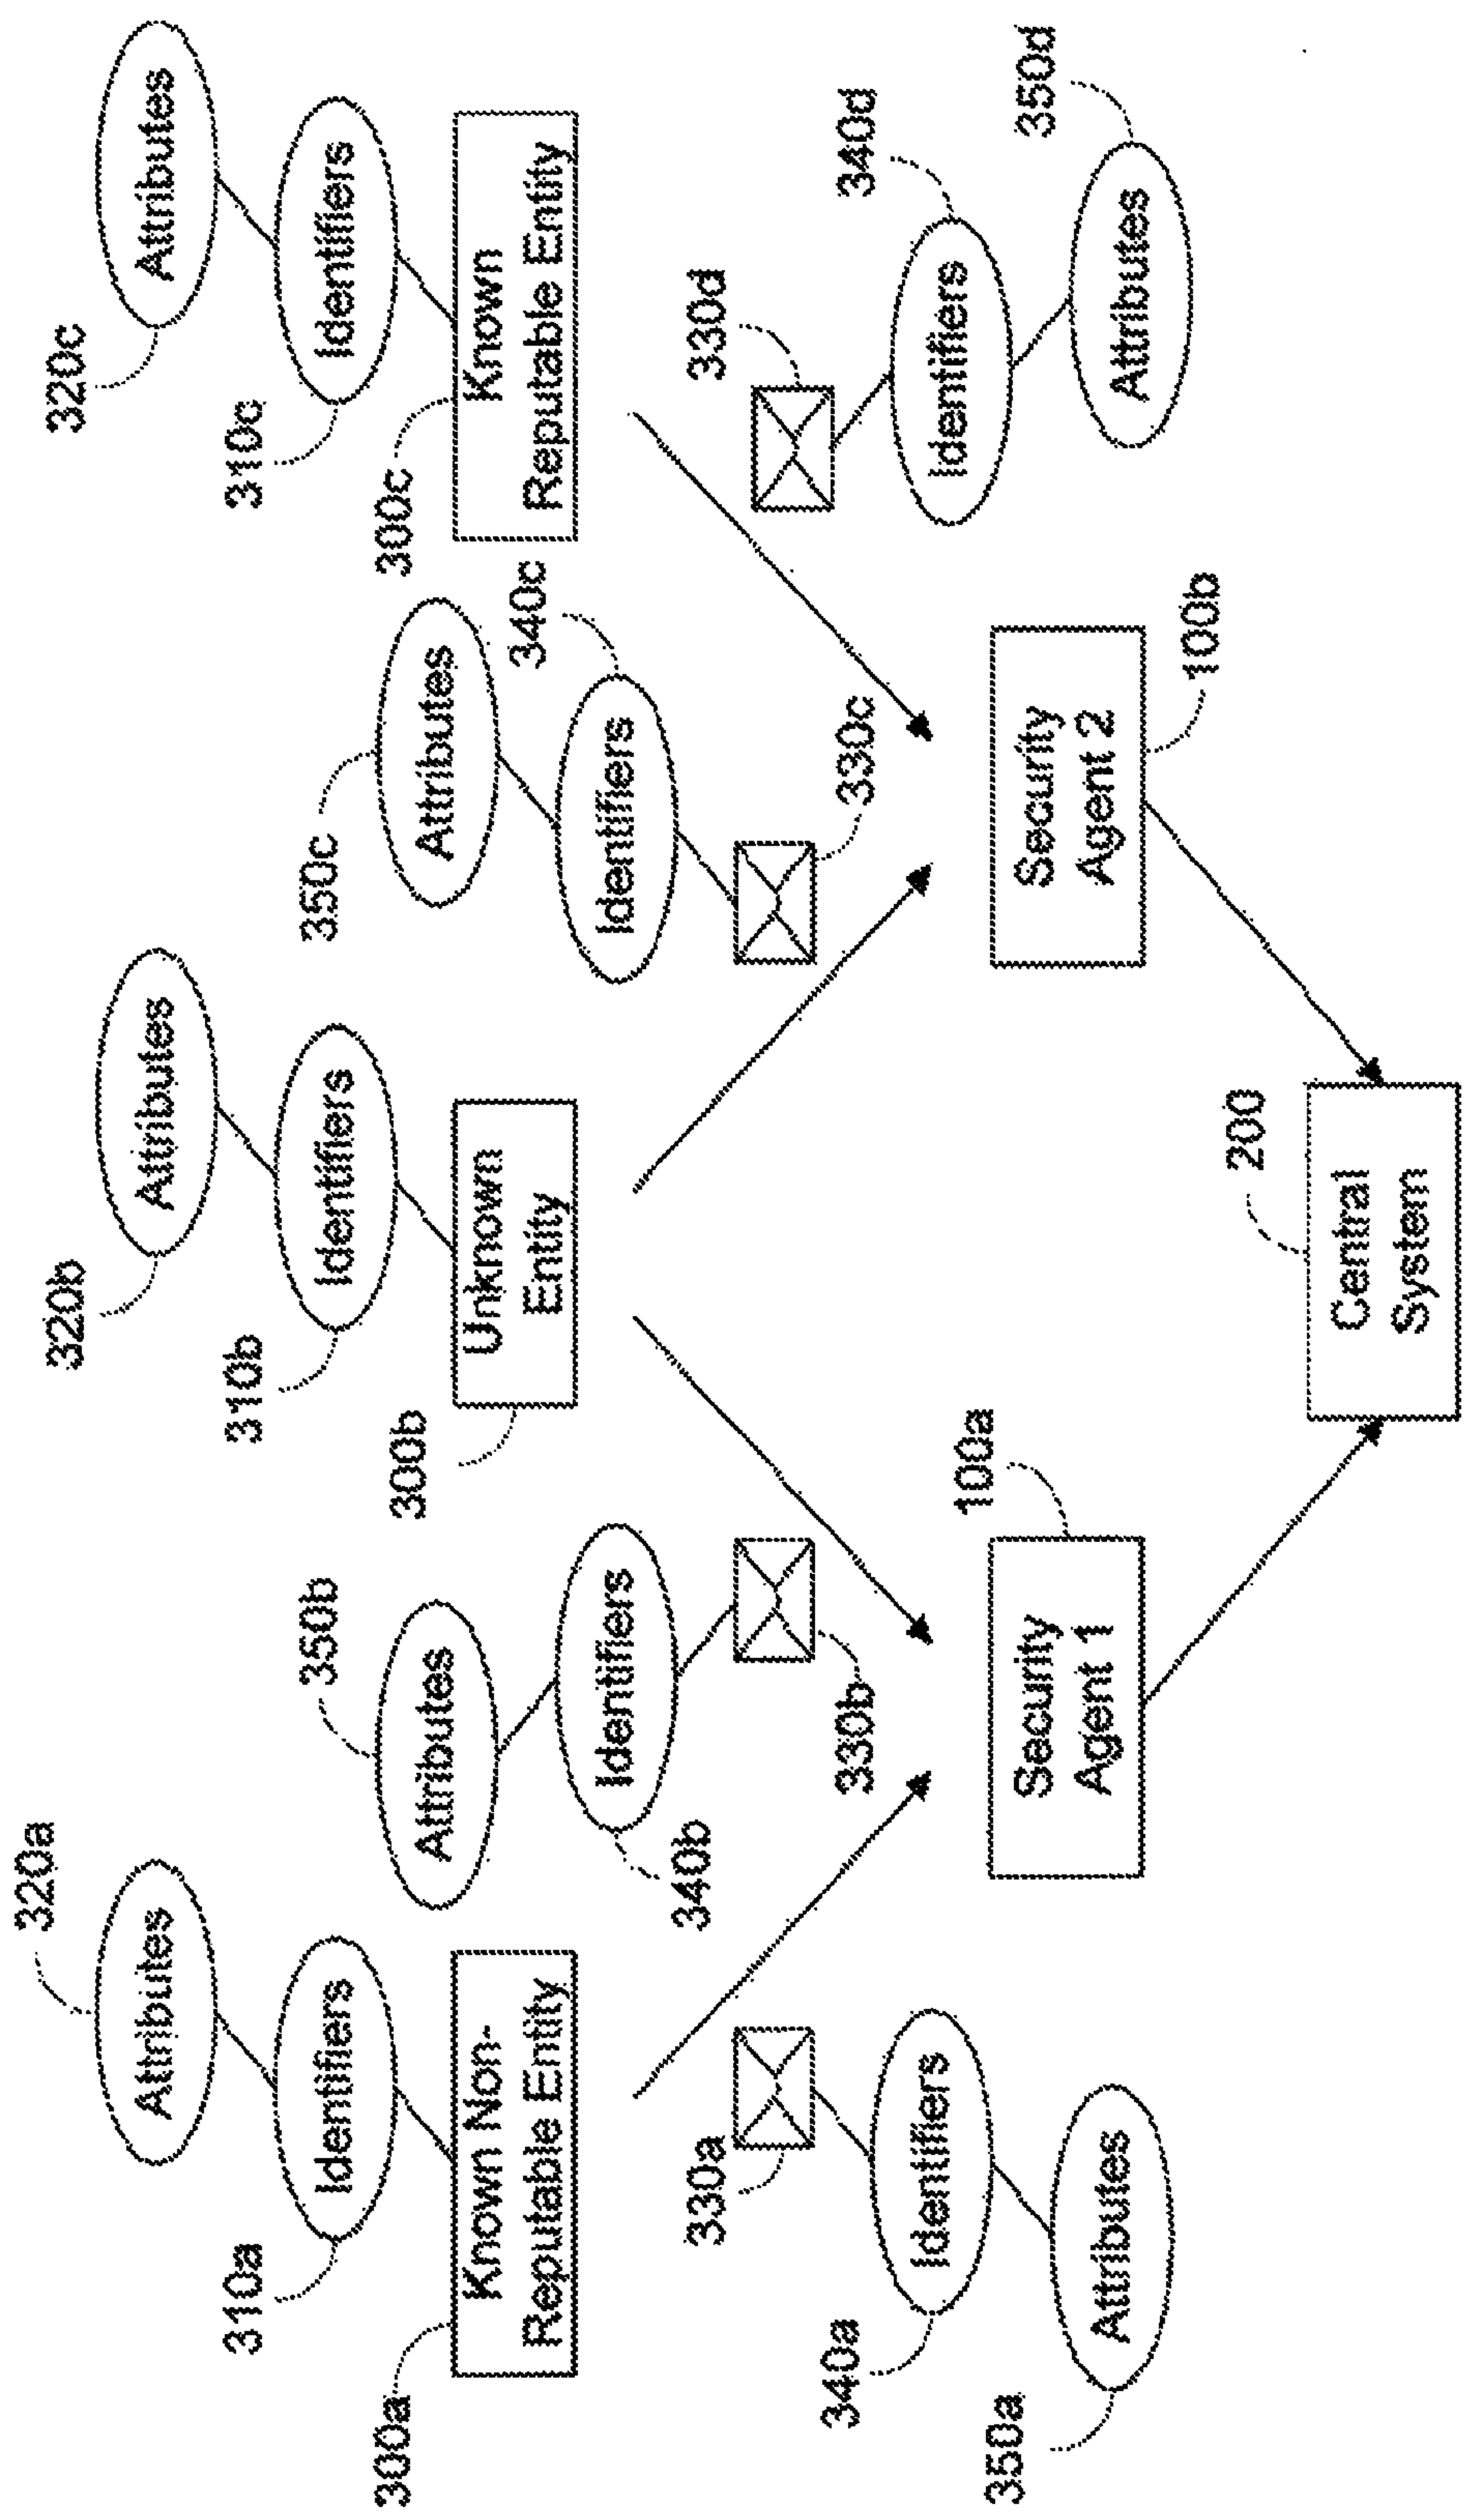 320a
Attributes
320b
Attributes
320c
Attributes
310a
Identifiers
310b
Identifiers
310c
Identifiers
300a
Known Non-
Reputable Entity
350b
Attributes
300b
Unknown
Entity
350c
Attributes
300c
Known
Reputable Entity
340b
Identifiers
340c
Identifiers
330a
330b
330c
330d
340a
Identifiers
340d
Identifiers
350a
Attributes
350d
Attributes
100a
Security
Agent 1
100b
Security
Agent 2
200
Central
System